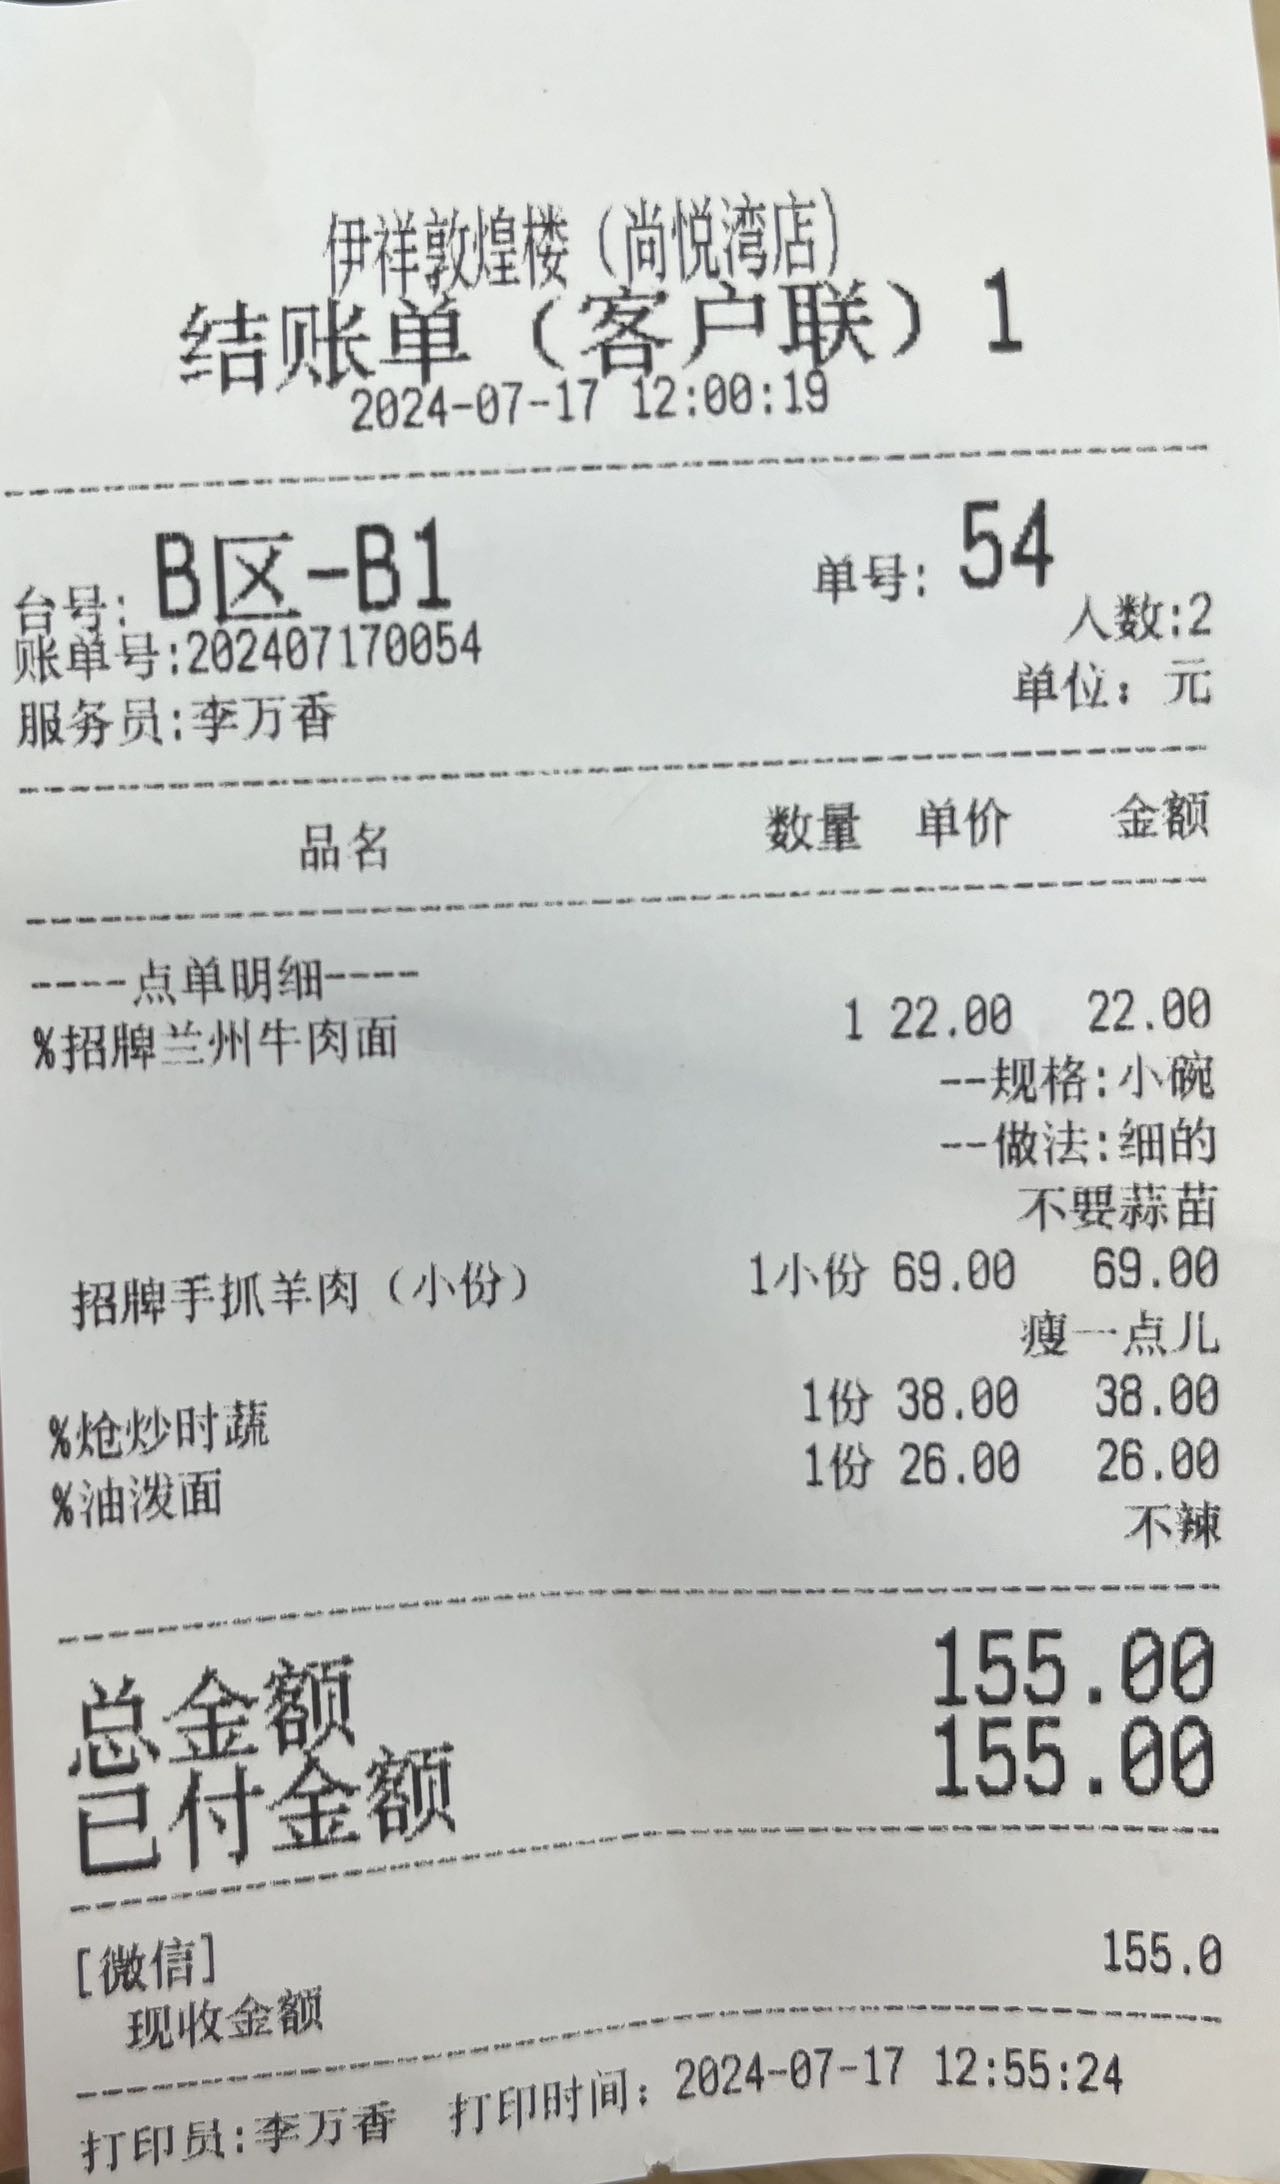 伊祥敦煌楼（尚悦湾店）
结账单（客户联）1
2024-07-17 12:00:19
台号: B区-B1 单号: 54
人数:2
账单号:202407170054
单位: 元
服务员:李万香
品名 数量 单价 金额
----点单明细----
%招牌兰州牛肉面 1 22.00 22.00
--规格:小碗
--做法:细的
不要蒜苗
招牌手抓羊肉（小份） 1小份 69.00 69.00
瘦一点儿
%炝炒时蔬 1份 38.00 38.00
%油泼面 1份 26.00 26.00
不辣
总金额 155.00
已付金额 155.00
[微信] 155.0
现收金额
打印员:李万香 打印时间: 2024-07-17 12:55:24